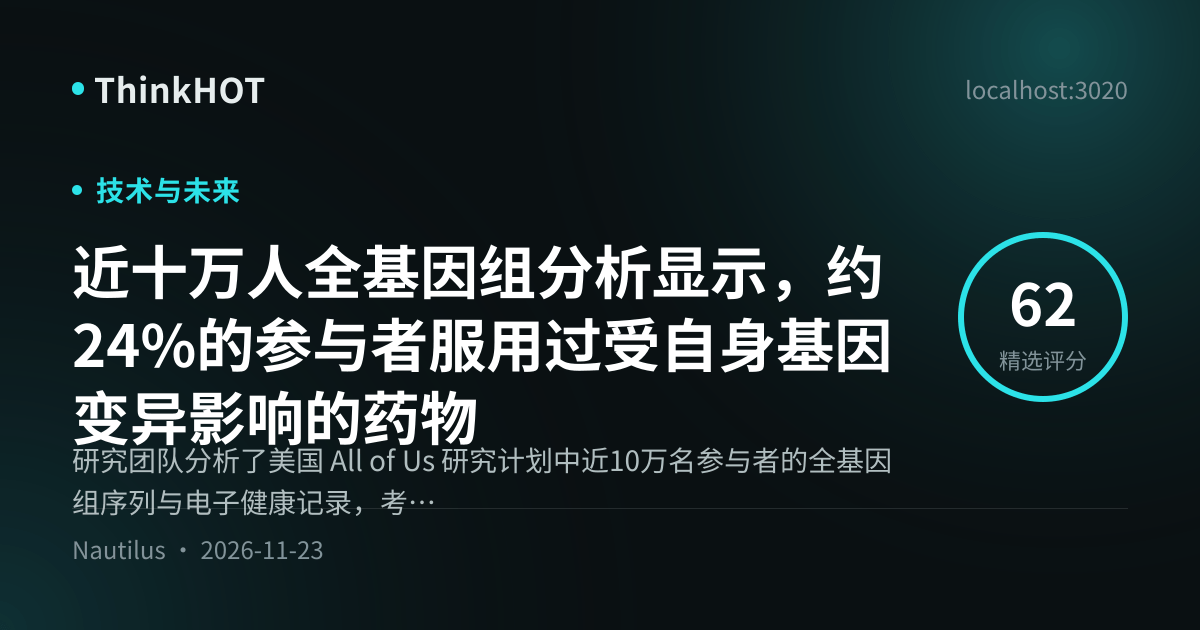 ThinkHOT
localhost:3020
技术与未来
近十万人全基因组分析显示，约
24%的参与者服用过受自身基因
变异影响的药物
62
精选评分
研究团队分析了美国 All of Us 研究计划中近10万名参与者的全基因
组序列与电子健康记录，考…
Nautilus · 2026-11-23